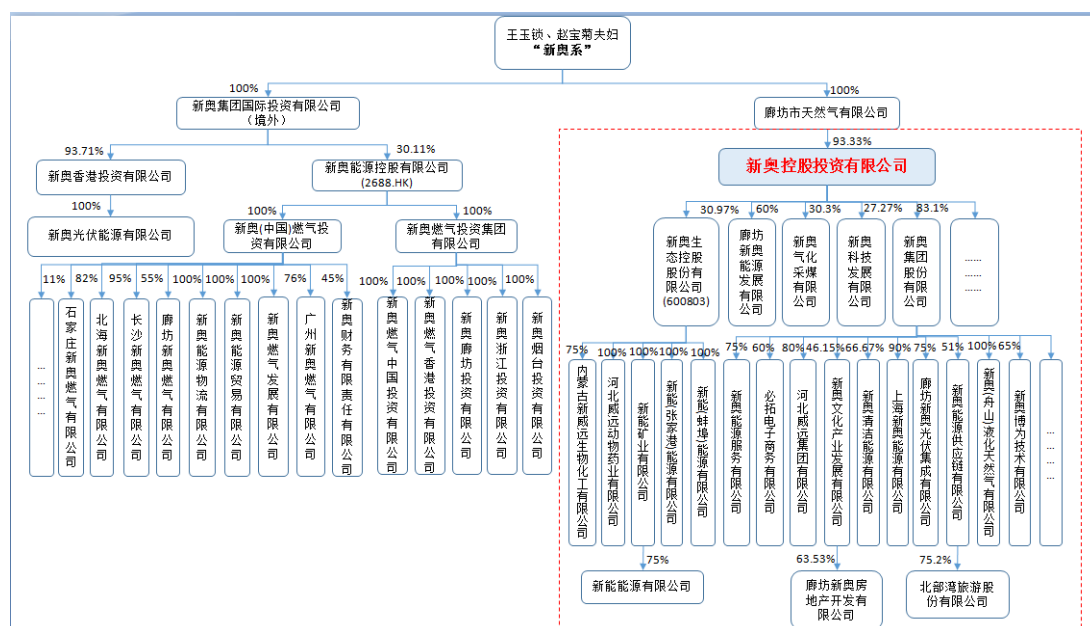 王玉锁、赵宝菊夫妇
“新奥系”
100%
100%
新奥集团国际投资有限公司
（境外）
廊坊市天然气有限公司
93.71%
30.11%
93.33%
新奥香港投资有限公司
新奥能源控股有限公司
(2688.HK)
新奥控股投资有限公司
100%
100%
100%
30.97%
60%
30.3%
27.27%
83.1%
新奥光伏能源有限公司
新奥(中国)燃气投
资有限公司
新奥燃气投资集团
有限公司
新奥生
态控股
股份有
限公司
(600803)
廊坊
新奥
能源
发展
有限
公司
新奥
气化
采煤
有限
公司
新奥
科技
发展
有限
公司
新奥
集团
股份
有限
公司
……
……
11%
82%
95%
55%
100%
100%
100%
76%
45%
100%
100%
100%
100%
100%
…
…
…
…
石家庄新奥燃气有限公司
北海新奥燃气有限公司
长沙新奥燃气有限公司
廊坊新奥燃气有限公司
新奥能源物流有限公司
新奥能源贸易有限公司
新奥燃气发展有限公司
广州新奥燃气有限公司
新奥财务有限责任有限公司
新奥燃气中国投资有限公司
新奥燃气香港投资有限公司
新奥廊坊投资有限公司
新奥浙江投资有限公司
新奥烟台投资有限公司
75%
100%
100%
100%
100%
75%
60%
80%
46.15%
66.67%
90%
75%
51%
100%
65%
内蒙古新威远生物化工有限公司
河北威远动物药业有限公司
新能矿业有限公司
新能(张家港)能源有限公司
新能(蚌埠)能源有限公司
新奥能源服务有限公司
必拓电子商务有限公司
河北威远集团有限公司
新奥文化产业发展有限公司
新奥清洁能源有限公司
上海新奥能源有限公司
廊坊新奥光伏集成有限公司
新奥能源供应链有限公司
新奥(舟山)液化天然气有限公司
新奥博为技术有限公司
…
…
…
…
75%
63.53%
75.2%
新能能源有限公司
廊坊新奥房
地产开发有
限公司
北部湾旅游股
份有限公司